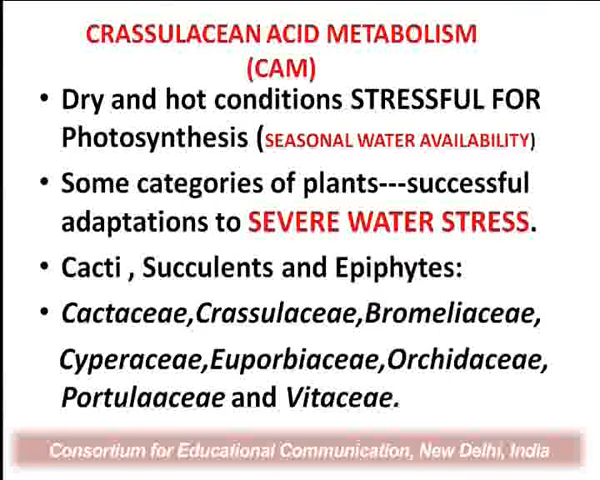 CRASSULACEAN ACID METABOLISM
(CAM)
• Dry and hot conditions STRESSFUL FOR
Photosynthesis (SEASONAL WATER AVAILABILITY)
• Some categories of plants---successful
adaptations to SEVERE WATER STRESS.
• Cacti , Succulents and Epiphytes:
• Cactaceae,Crassulaceae,Bromeliaceae,
Cyperaceae,Euporbiaceae,Orchidaceae,
Portulaaceae and Vitaceae.
Consortium for Educational Communication, New Delhi, India